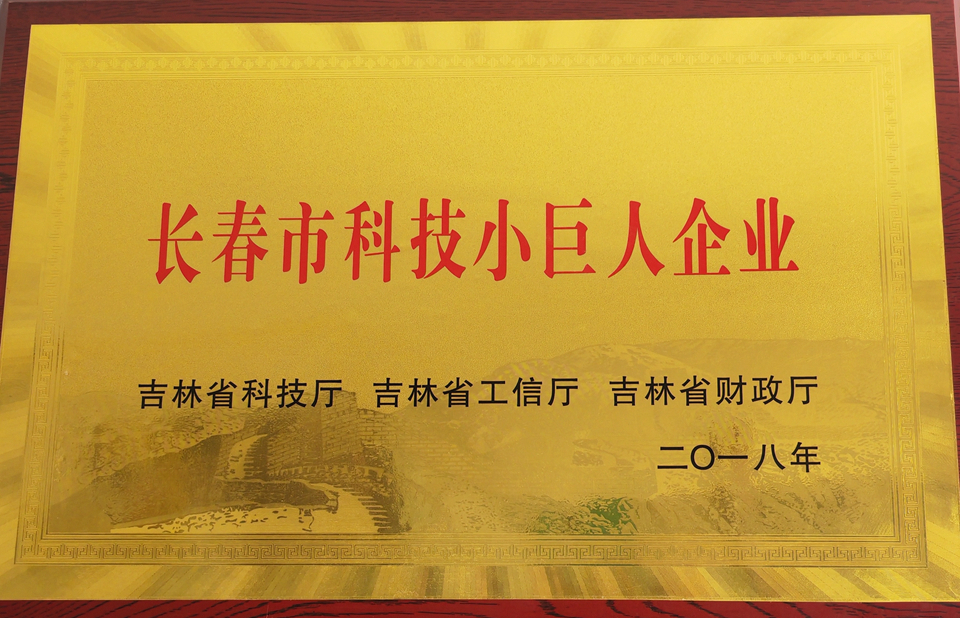 长春市科技小巨人企业
吉林省科技厅 吉林省工信厅 吉林省财政厅
二〇一八年